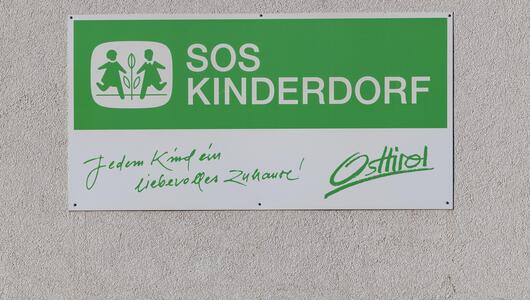 SOS
KINDERDORF
Jedem Kind ein
liebevolles Zuhause!
Osttirol